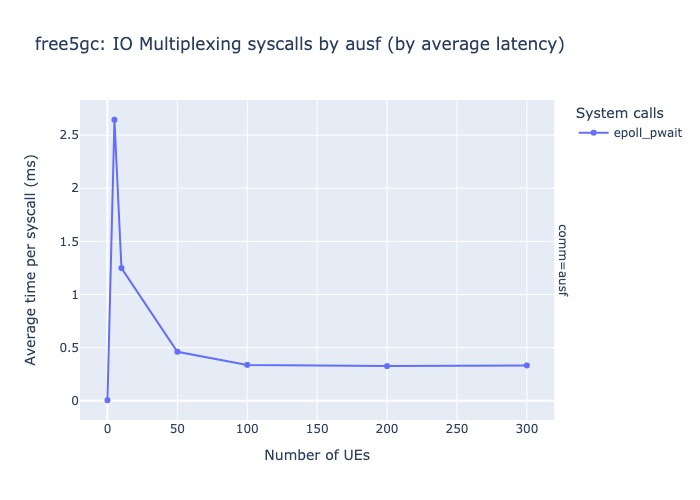 free5gc: IO Multiplexing syscalls by ausf (by average latency)
System calls
epoll_pwait
Average time per syscall (ms)
2.5
2
1.5
1
0.5
0
comm=ausf
0 50 100 150 200 250 300
Number of UEs